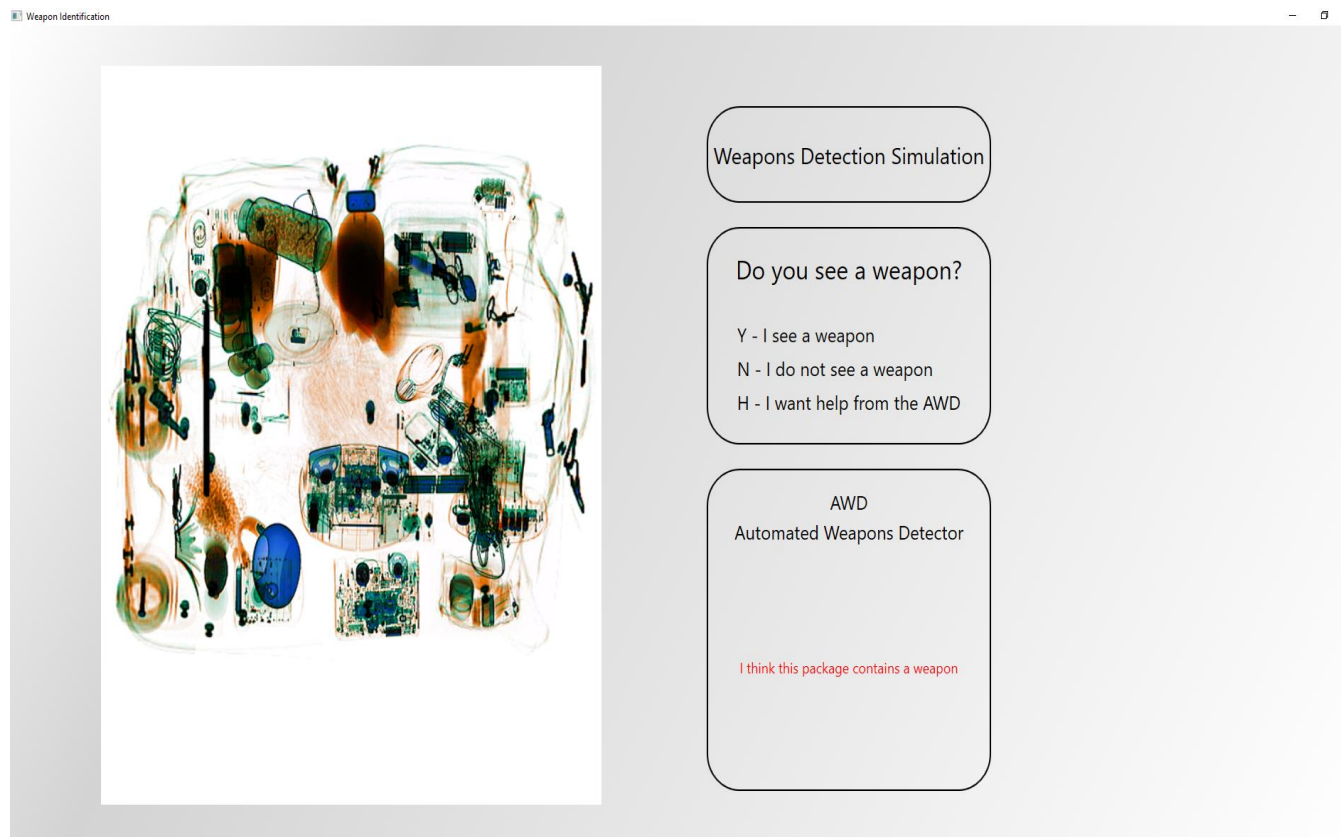 Weapon Identification
Weapons Detection Simulation
Do you see a weapon?
Y - I see a weapon
N - I do not see a weapon
H - I want help from the AWD
AWD
Automated Weapons Detector
I think this package contains a weapon